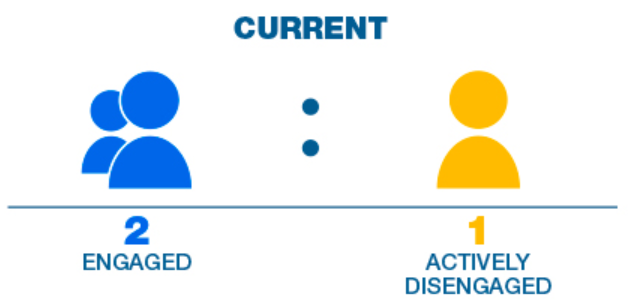 CURRENT
:
2
1
ENGAGED
ACTIVELY
DISENGAGED